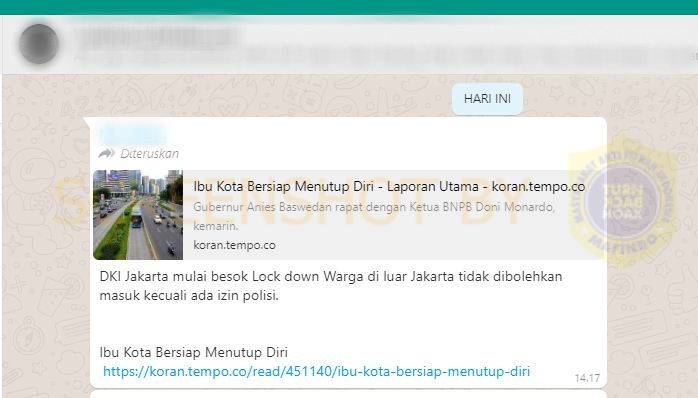 HARI INI
Diteruskan
Ibu Kota Bersiap Menutup Diri - Laporan Utama - koran.tempo.co
Gubernur Anies Baswedan rapat dengan Ketua BNPB Doni Monardo,
kemarin.
koran.tempo.co
SCREENSHOT BY
MASYARAKAT ANTI FITNAH INDONESIA
TURN
BACK
HOAX
MAFINDO
DKI Jakarta mulai besok Lock down Warga di luar Jakarta tidak dibolehkan
masuk kecuali ada izin polisi.
Ibu Kota Bersiap Menutup Diri
https://koran.tempo.co/read/451140/ibu-kota-bersiap-menutup-diri
14.17